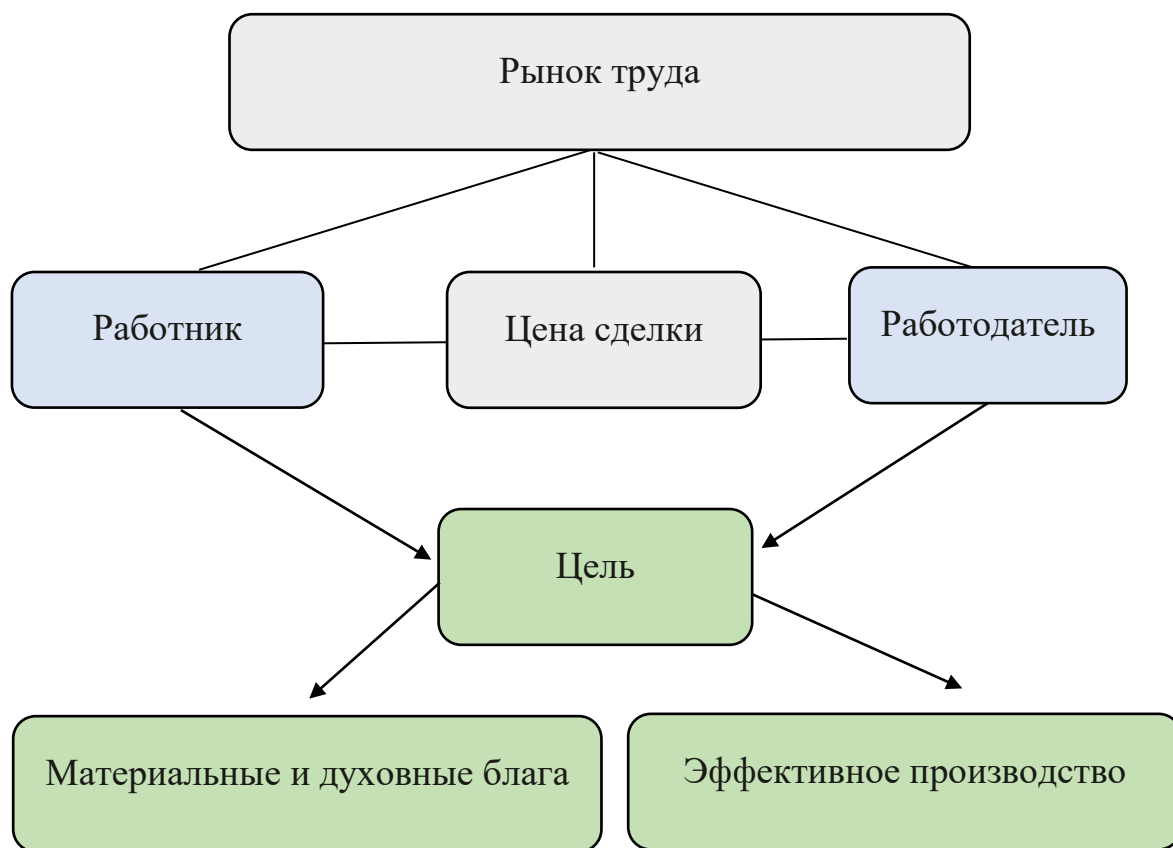 Рынок труда
Работник
Цена сделки
Работодатель
Цель
Материальные и духовные блага
Эффективное производство